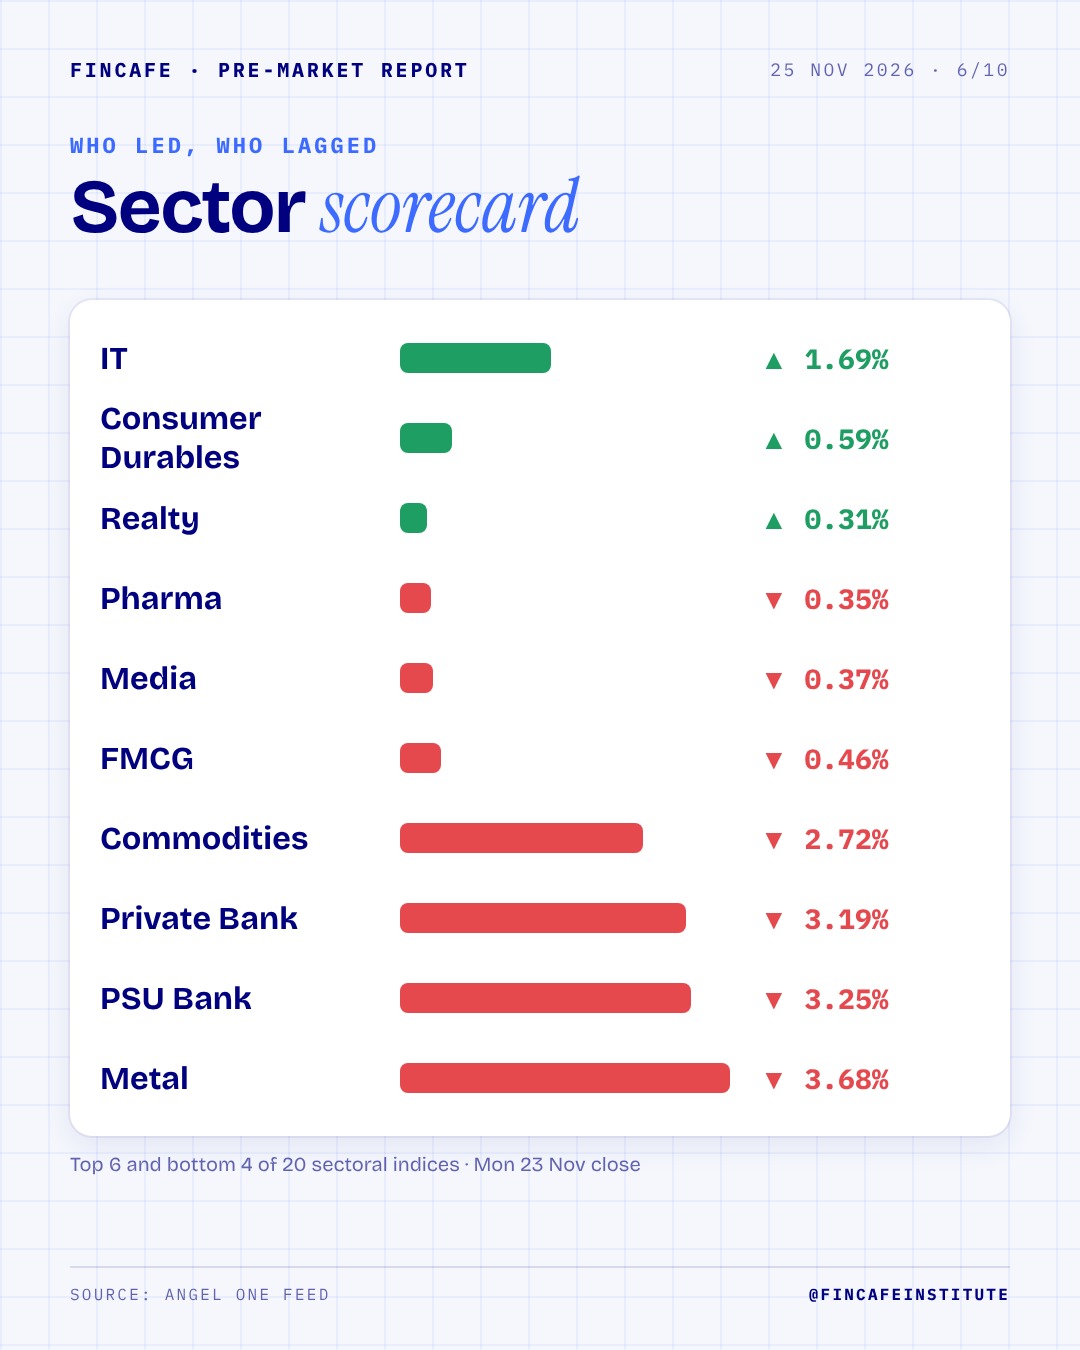 FINCAFE · PRE-MARKET REPORT
25 NOV 2026 · 6/10
WHO LED, WHO LAGGED
Sector scorecard
IT ▲ 1.69%
Consumer
Durables ▲ 0.59%
Realty ▲ 0.31%
Pharma ▼ 0.35%
Media ▼ 0.37%
FMCG ▼ 0.46%
Commodities ▼ 2.72%
Private Bank ▼ 3.19%
PSU Bank ▼ 3.25%
Metal ▼ 3.68%
Top 6 and bottom 4 of 20 sectoral indices · Mon 23 Nov close
SOURCE: ANGEL ONE FEED
@FINCAFEINSTITUTE